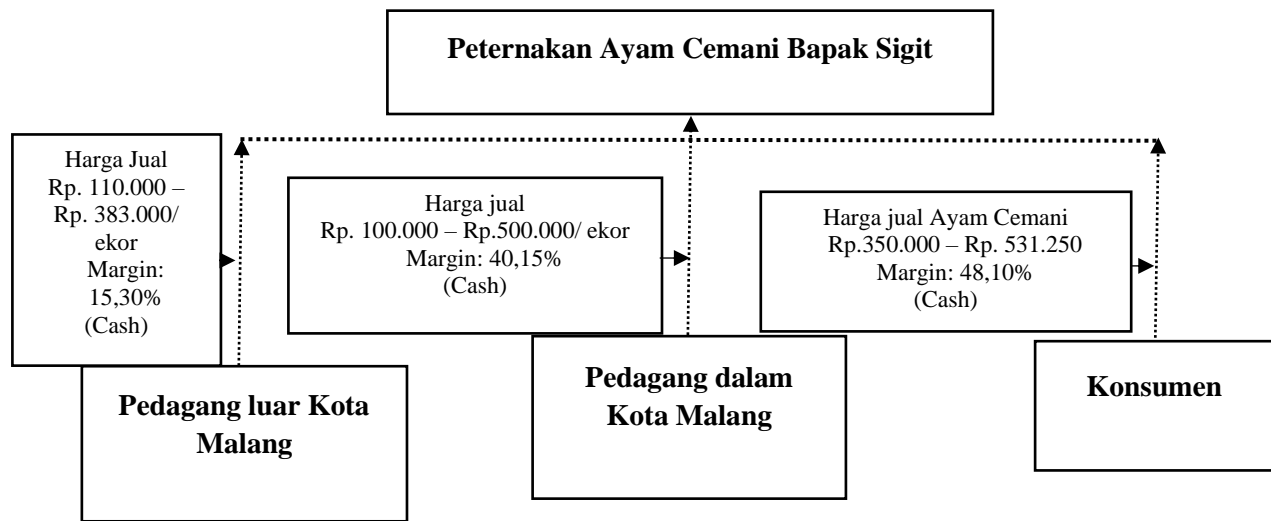 Peternakan Ayam Cemani Bapak Sigit
Harga Jual
Rp. 110.000 –
Rp. 383.000/
ekor
Margin:
15,30%
(Cash)
Harga jual
Rp. 100.000 – Rp.500.000/ ekor
Margin: 40,15%
(Cash)
Harga jual Ayam Cemani
Rp.350.000 – Rp. 531.250
Margin: 48,10%
(Cash)
Pedagang luar Kota
Malang
Pedagang dalam
Kota Malang
Konsumen